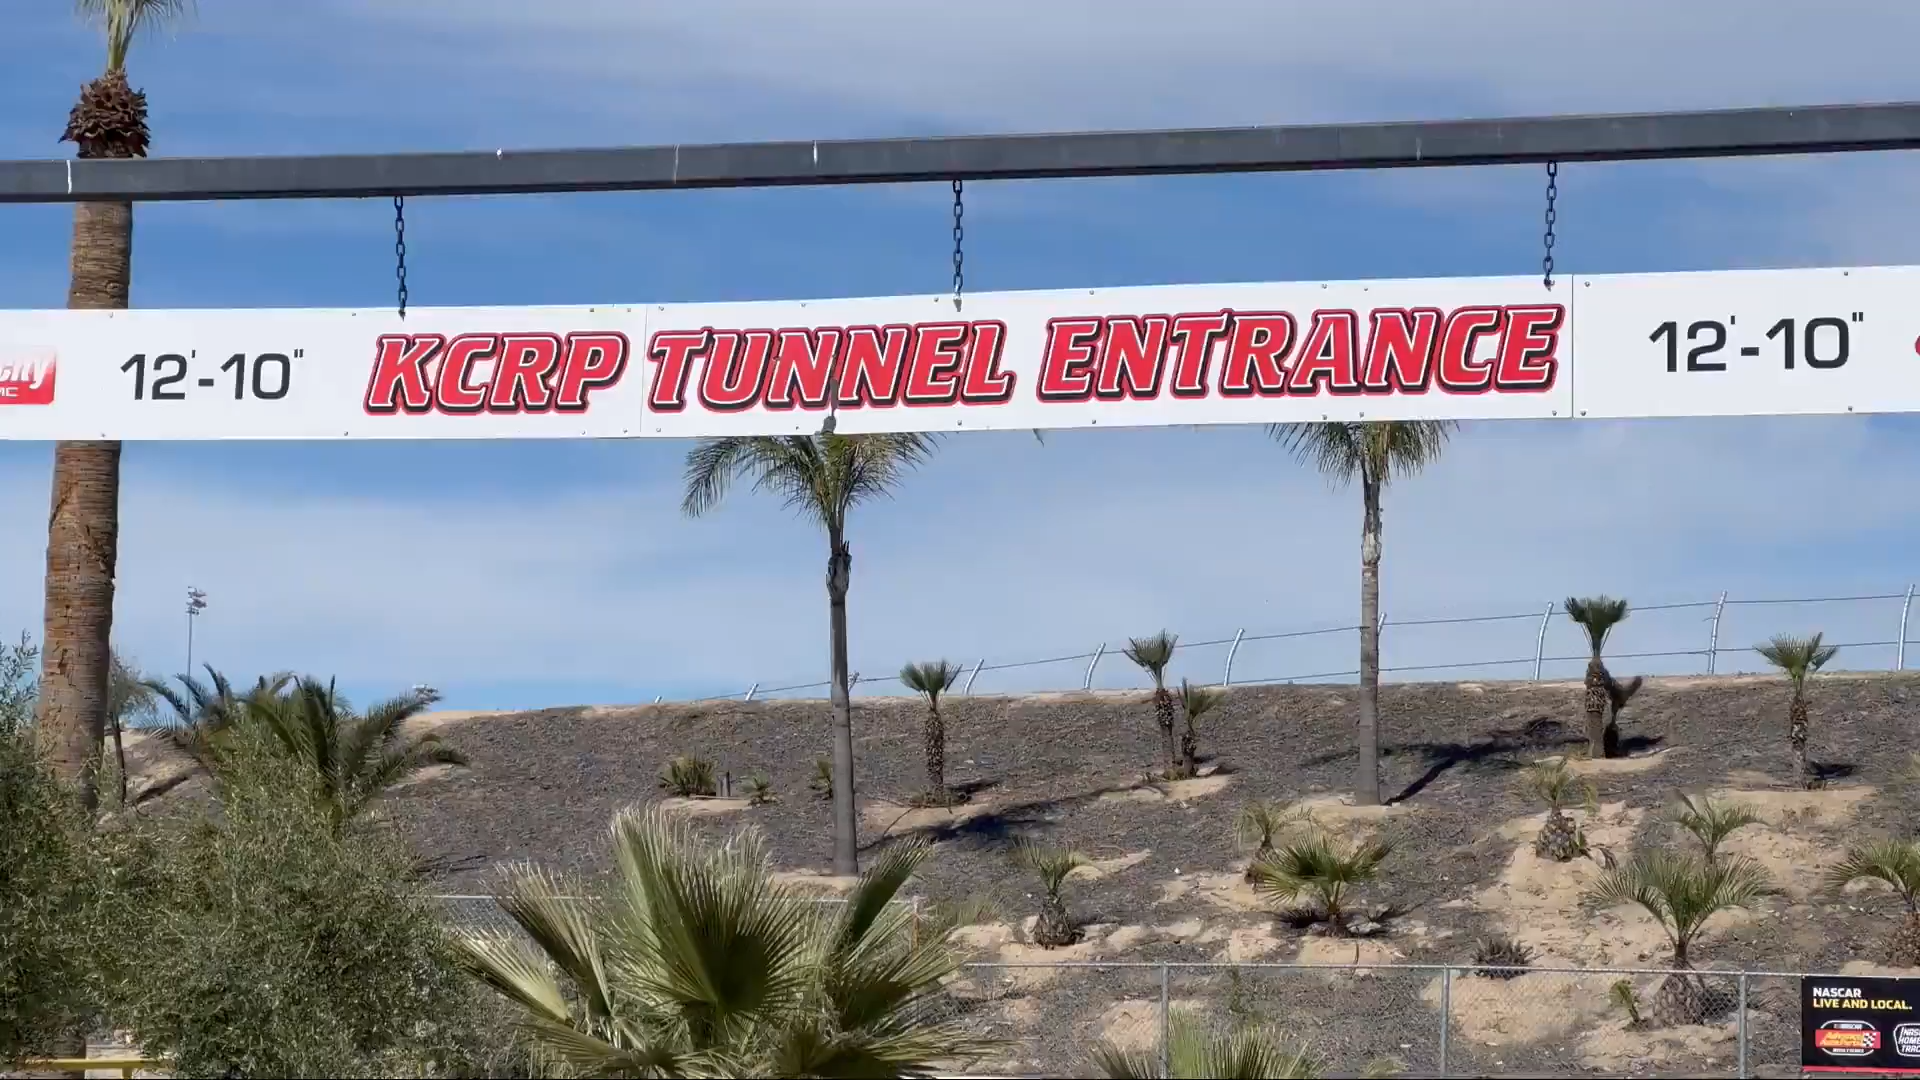 12'-10" KCRP TUNNEL ENTRANCE 12'-10"
NASCAR
LIVE AND LOCAL.